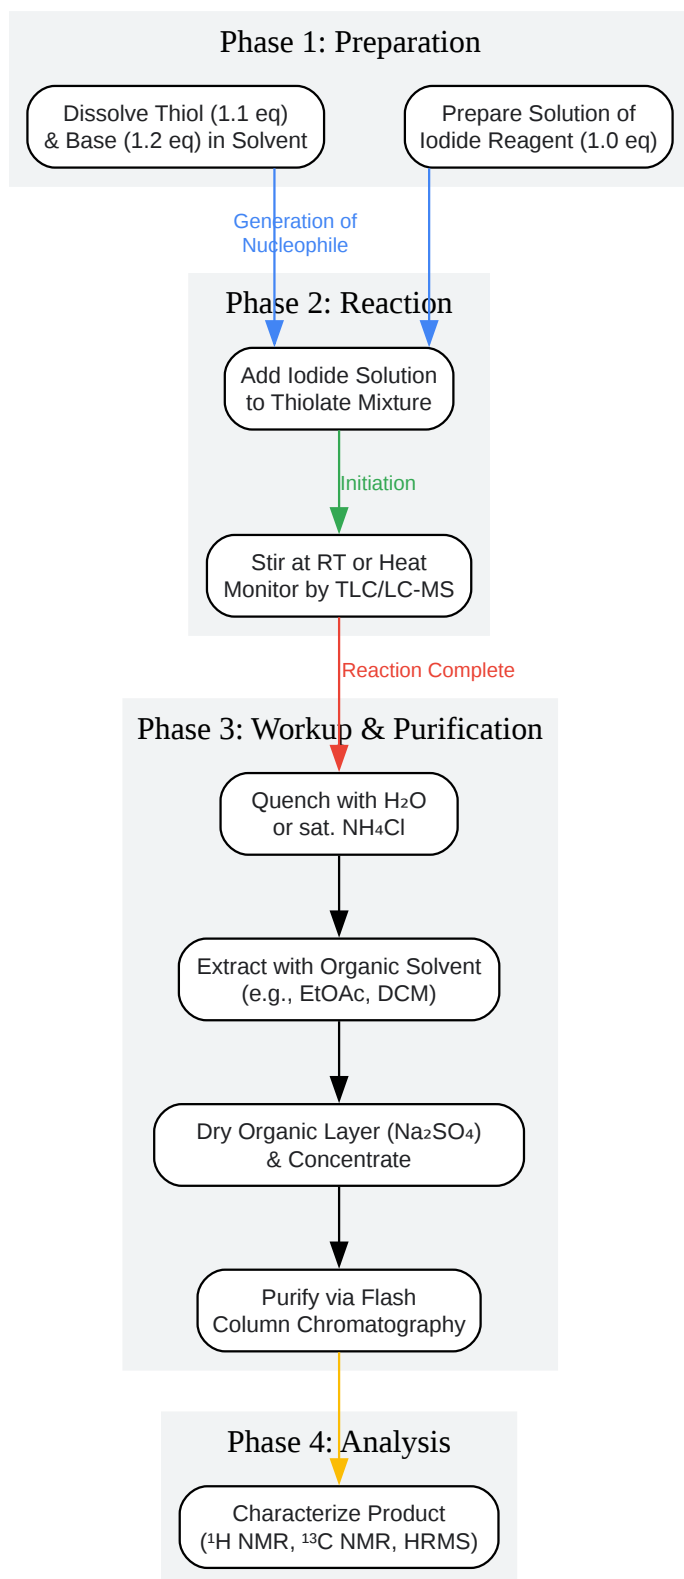 Phase 1: Preparation
Dissolve Thiol (1.1 eq)
& Base (1.2 eq) in Solvent
Prepare Solution of
Iodide Reagent (1.0 eq)
Generation of
Nucleophile
Phase 2: Reaction
Add Iodide Solution
to Thiolate Mixture
Initiation
Stir at RT or Heat
Monitor by TLC/LC-MS
Reaction Complete
Phase 3: Workup & Purification
Quench with H₂O
or sat. NH₄Cl
Extract with Organic Solvent
(e.g., EtOAc, DCM)
Dry Organic Layer (Na₂SO₄)
& Concentrate
Purify via Flash
Column Chromatography
Phase 4: Analysis
Characterize Product
(¹H NMR, ¹³C NMR, HRMS)